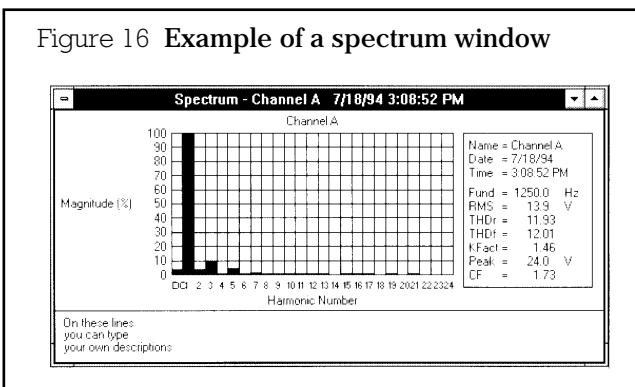 Figure 16 Example of a spectrum window
Spectrum - Channel A 7/18/94 3:08:52 PM
Channel A
100
90
80
70
60
Magnitude (%)
50
40
30
20
10
0
DC 1 2 3 4 5 6 7 8 9 10 11 12 13 14 15 16 17 18 19 20 21 22 23 24
Harmonic Number
Name = Channel A
Date = 7/18/94
Time = 3:08:52 PM
Fund = 1250.0 Hz
RMS = 13.9 V
THDr = 11.93
THDf = 12.01
KFact = 1.46
Peak = 24.0 V
CF = 1.73
On these lines
you can type
your own descriptions